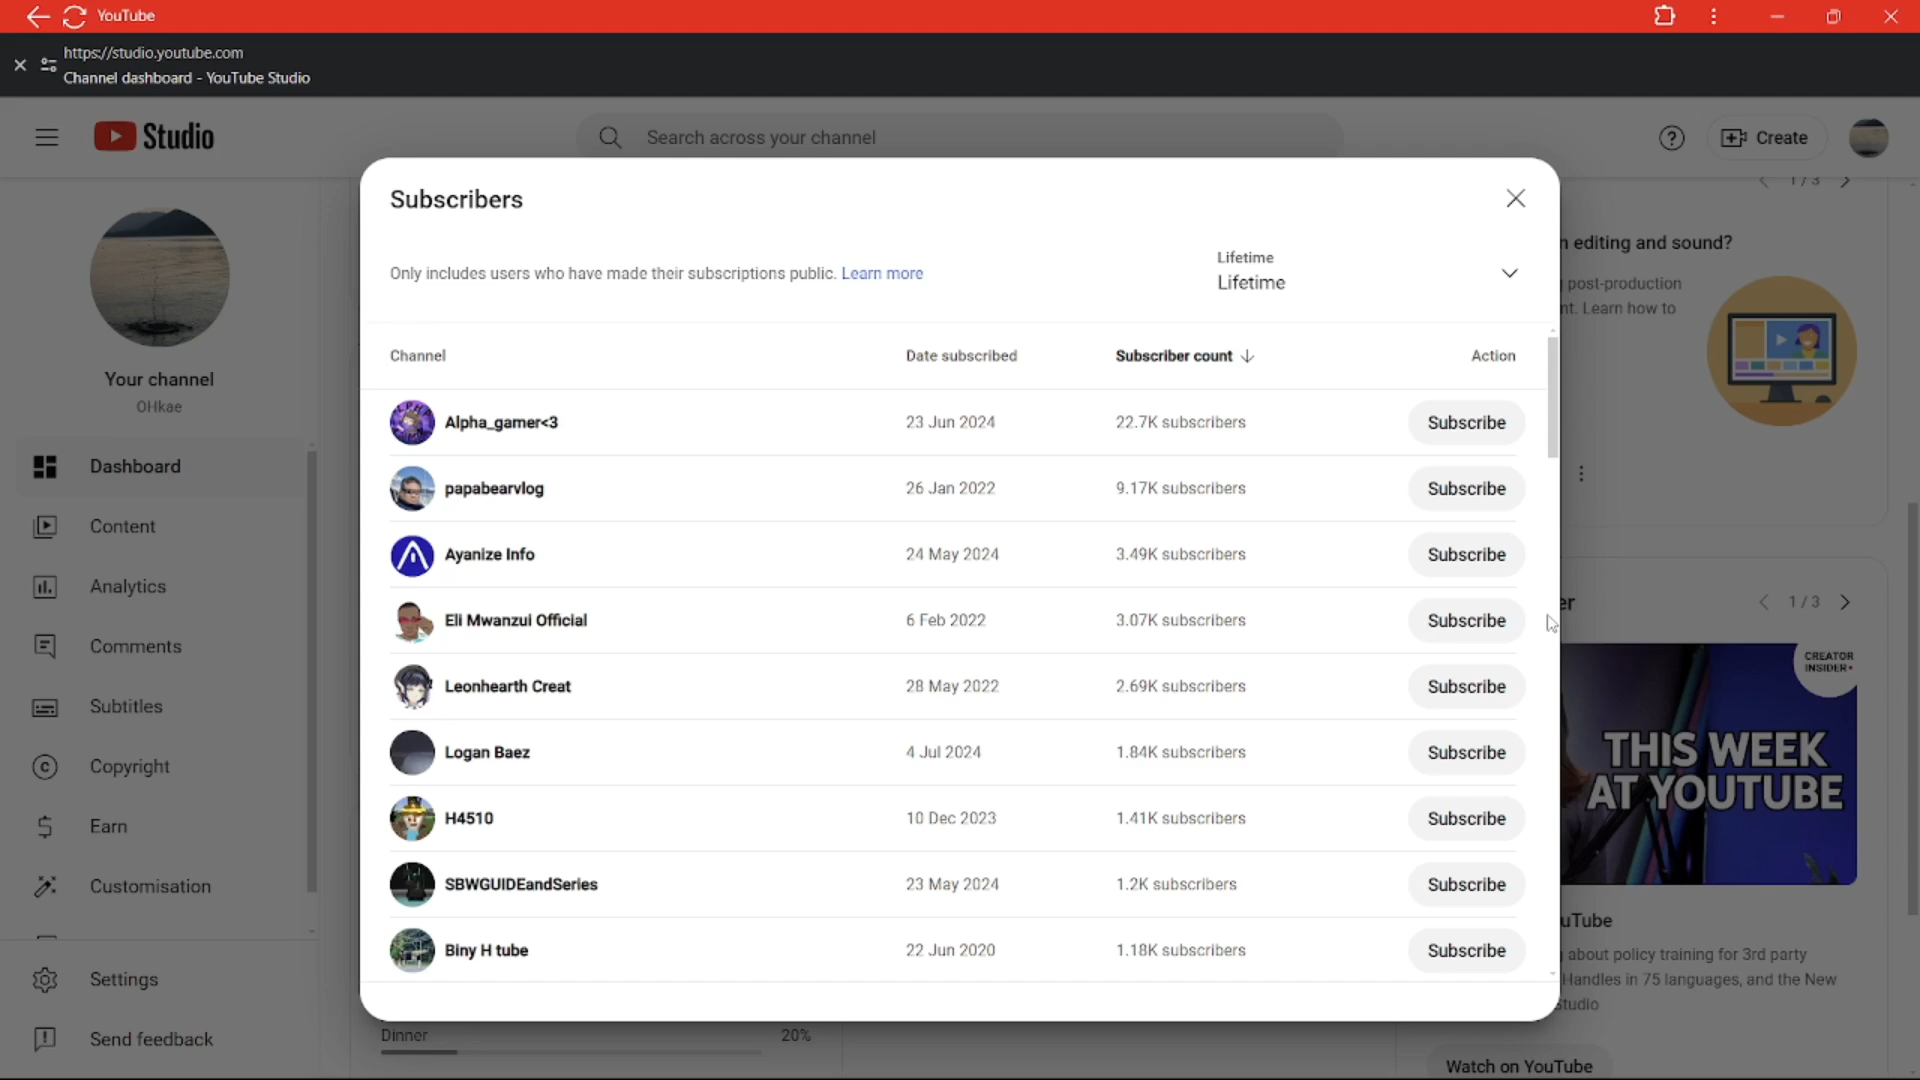 YouTube
https://studio.youtube.com
Channel dashboard - YouTube Studio
Studio
Search across your channel
Create
Your channel
OHkae
Dashboard
Content
Analytics
Comments
Subtitles
Copyright
Earn
Customisation
Settings
Send feedback
Subscribers
Only includes users who have made their subscriptions public. Learn more
Lifetime
Lifetime
Channel Date subscribed Subscriber count Action
Alpha_gamer<3 23 Jun 2024 22.7K subscribers Subscribe
papabearvlog 26 Jan 2022 9.17K subscribers Subscribe
Ayanize Info 24 May 2024 3.49K subscribers Subscribe
Eli Mwanzui Official 6 Feb 2022 3.07K subscribers Subscribe
Leonhearth Creat 28 May 2022 2.69K subscribers Subscribe
Logan Baez 4 Jul 2024 1.84K subscribers Subscribe
H4510 10 Dec 2023 1.41K subscribers Subscribe
SBWGUIDEandSeries 23 May 2024 1.2K subscribers Subscribe
Biny H tube 22 Jun 2020 1.18K subscribers Subscribe
Dinner 20%
1 / 3
editing and sound?
post-production
Learn how to
1 / 3
CREATOR
INSIDER
THIS WEEK
AT YOUTUBE
uTube
about policy training for 3rd party
Handles in 75 languages, and the New
Studio
Watch on YouTube